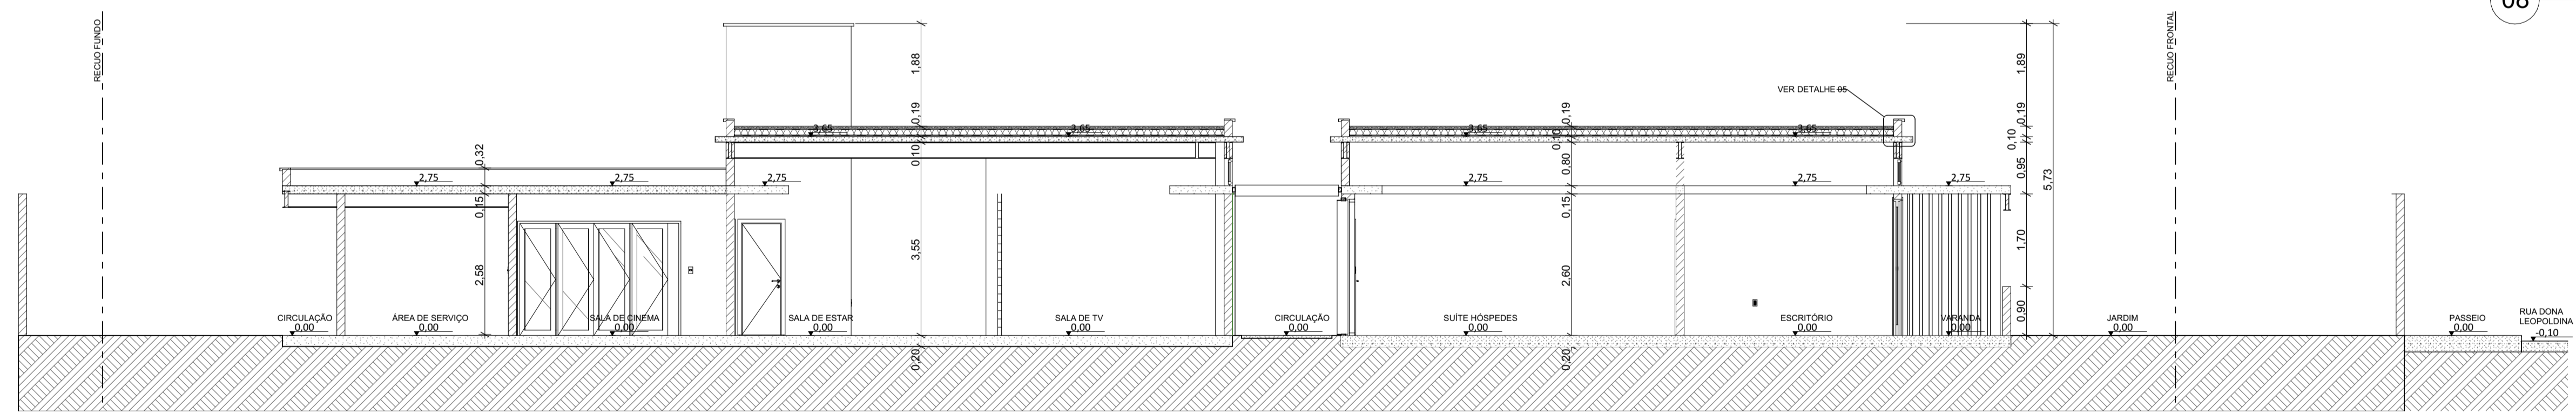 08
RECUO FUNDO
RECUO FRONTAL
1,88
1,89
VER DETALHE 05
0,19
0,19
0,19
3,65
3,65
3,65
3,65
0,10
0,10
0,10
0,32
0,80
0,95
5,73
2,75
2,75
2,75
2,75
2,75
2,75
0,15
0,15
3,55
1,70
2,58
2,60
0,90
CIRCULAÇÃO
0,00
ÁREA DE SERVIÇO
0,00
SALA DE CINEMA
0,00
SALA DE ESTAR
0,00
SALA DE TV
0,00
CIRCULAÇÃO
0,00
SUÍTE HÓSPEDES
0,00
ESCRITÓRIO
0,00
VARANDA
0,00
JARDIM
0,00
PASSEIO
0,00
RUA DONA
LEOPOLDINA
-0,10
0,20
0,20